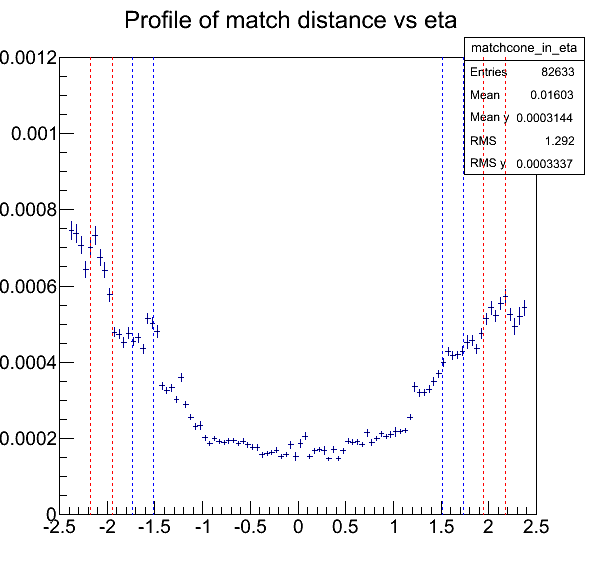 Profile of match distance vs eta
matchcone_in_eta
Entries 82633
Mean 0.01603
Mean y 0.0003144
RMS 1.292
RMS y 0.0003337
0.0012
0.001
0.0008
0.0006
0.0004
0.0002
0
-2.5 -2 -1.5 -1 -0.5 0 0.5 1 1.5 2 2.5